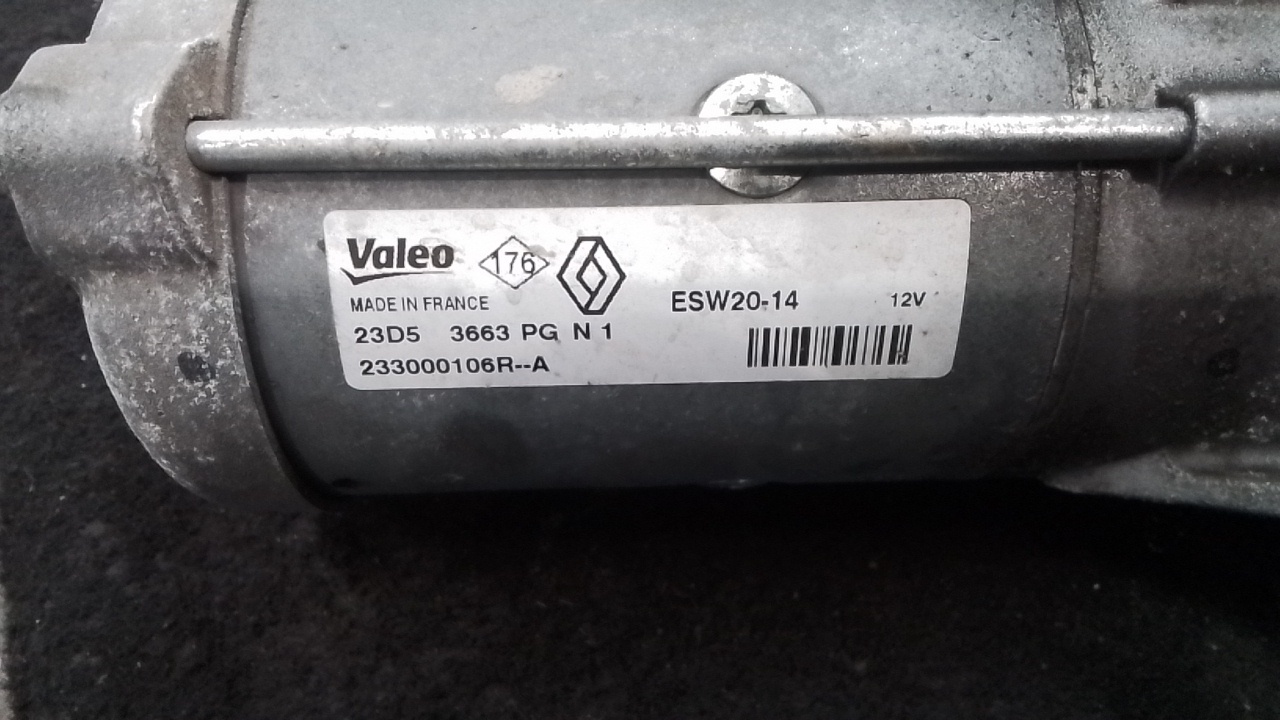 Valeo 176
MADE IN FRANCE
ESW20-14 12V
23D5 3663 PG N 1
233000106R--A